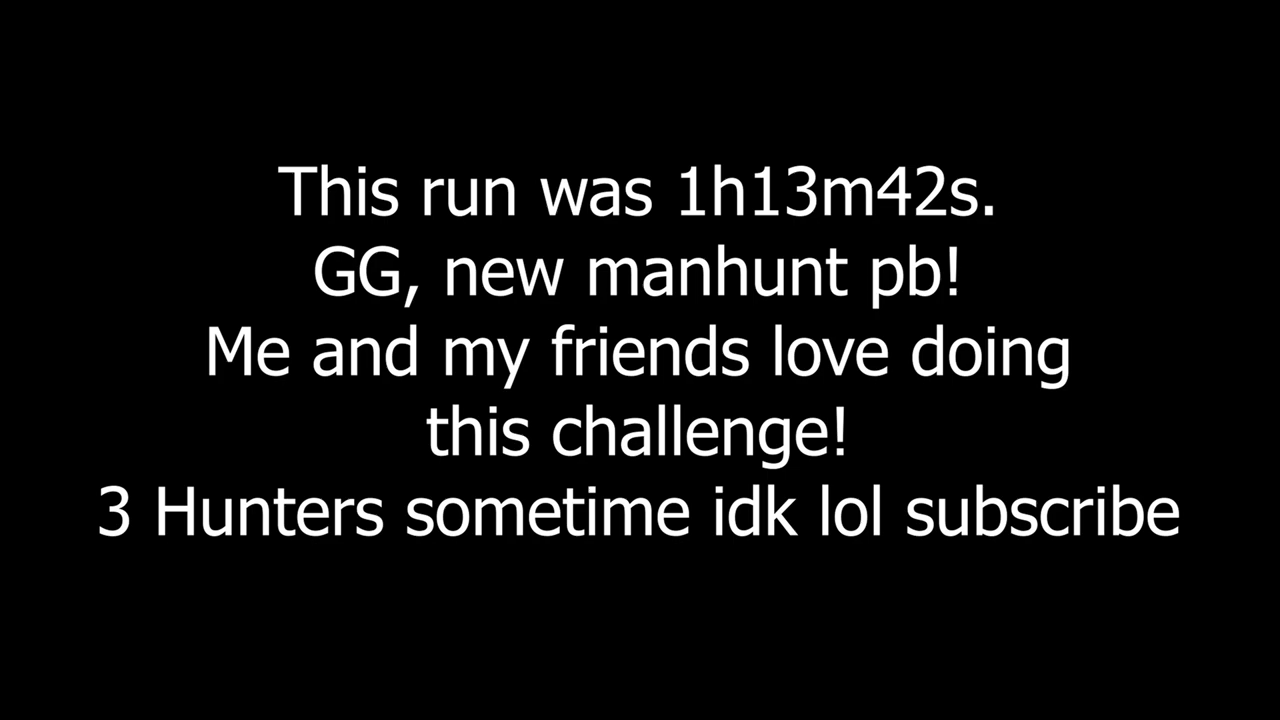 This run was 1h13m42s.
GG, new manhunt pb!
Me and my friends love doing
this challenge!
3 Hunters sometime idk lol subscribe